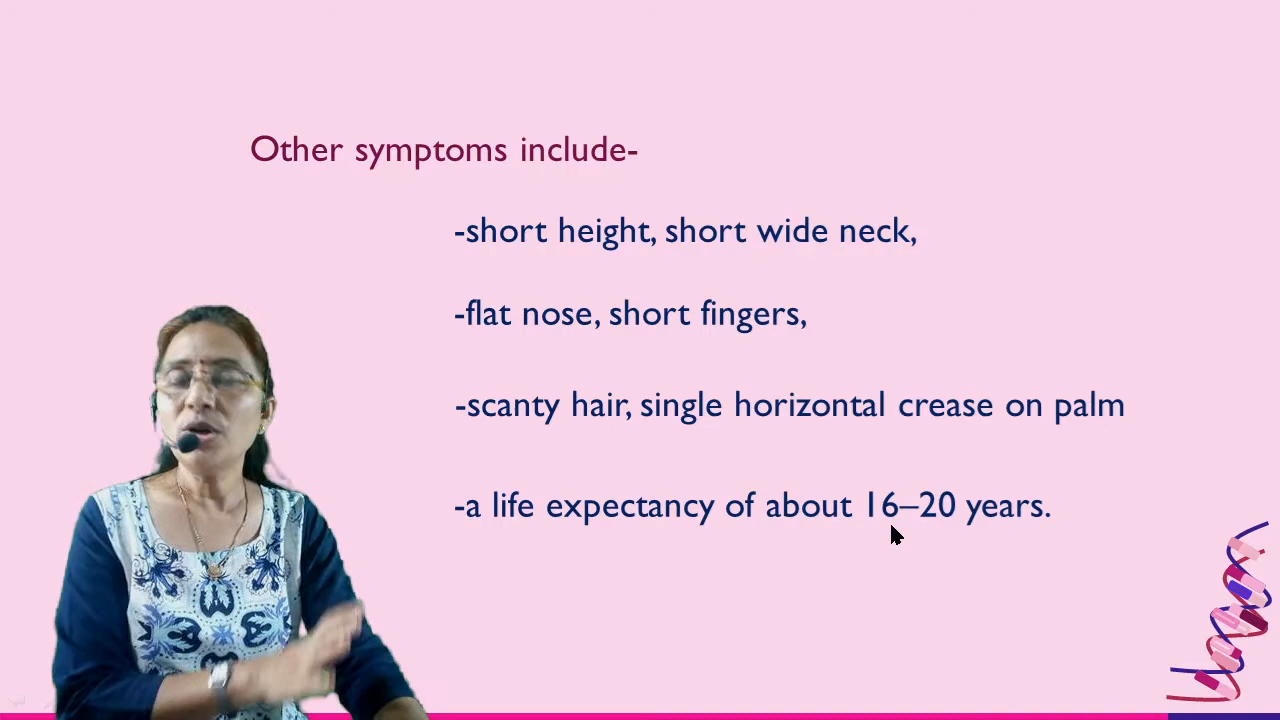 Other symptoms include-
-short height, short wide neck,
-flat nose, short fingers,
-scanty hair, single horizontal crease on palm
-a life expectancy of about 16–20 years.